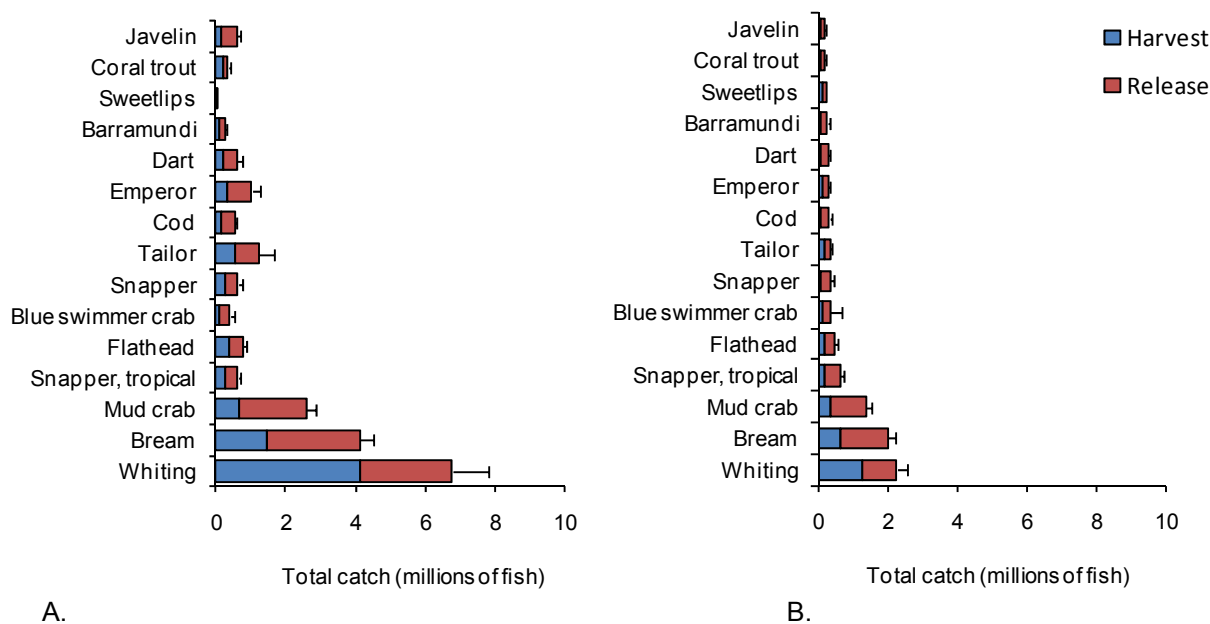 Javelin
Coral trout
Sweetlips
Barramundi
Dart
Emperor
Cod
Tailor
Snapper
Blue swimmer crab
Flathead
Snapper, tropical
Mud crab
Bream
Whiting
0 2 4 6 8 10
Total catch (millions of fish)
A.
Javelin
Coral trout
Sweetlips
Barramundi
Dart
Emperor
Cod
Tailor
Snapper
Blue swimmer crab
Flathead
Snapper, tropical
Mud crab
Bream
Whiting
0 2 4 6 8 10
Total catch (millions of fish)
B.
Harvest
Release